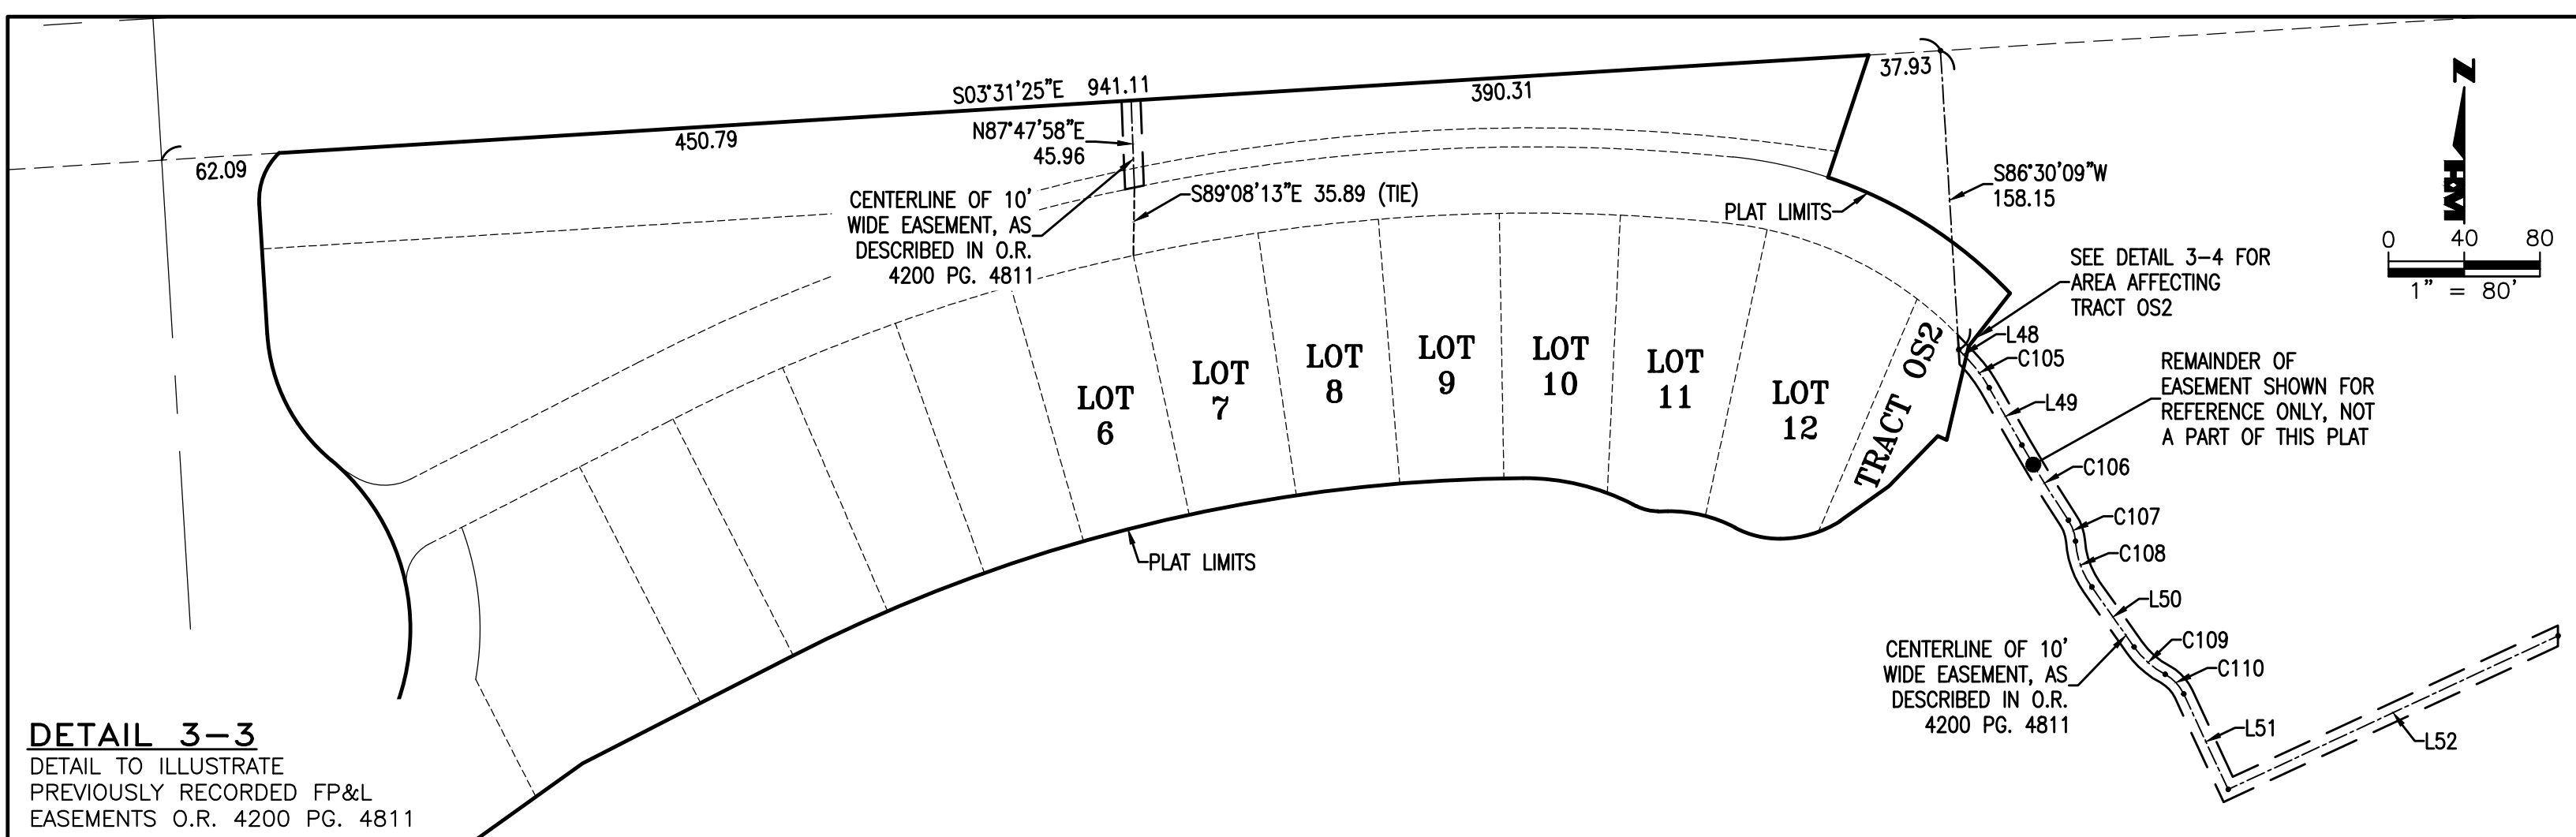 S03°31'25"E 941.11
37.93
390.31
450.79
62.09
N87°47'58"E
45.96
CENTERLINE OF 10'
WIDE EASEMENT, AS
DESCRIBED IN O.R.
4200 PG. 4811
S89°08'13"E 35.89 (TIE)
PLAT LIMITS
S86°30'09"W
158.15
N
HM
0 40 80
1" = 80'
SEE DETAIL 3-4 FOR
AREA AFFECTING
TRACT OS2
L48
C105
REMAINDER OF
EASEMENT SHOWN FOR
REFERENCE ONLY, NOT
A PART OF THIS PLAT
L49
C106
C107
C108
L50
C109
C110
L51
L52
CENTERLINE OF 10'
WIDE EASEMENT, AS
DESCRIBED IN O.R.
4200 PG. 4811
LOT
6
LOT
7
LOT
8
LOT
9
LOT
10
LOT
11
LOT
12
TRACT OS2
PLAT LIMITS
DETAIL 3-3
DETAIL TO ILLUSTRATE
PREVIOUSLY RECORDED FP&L
EASEMENTS O.R. 4200 PG. 4811